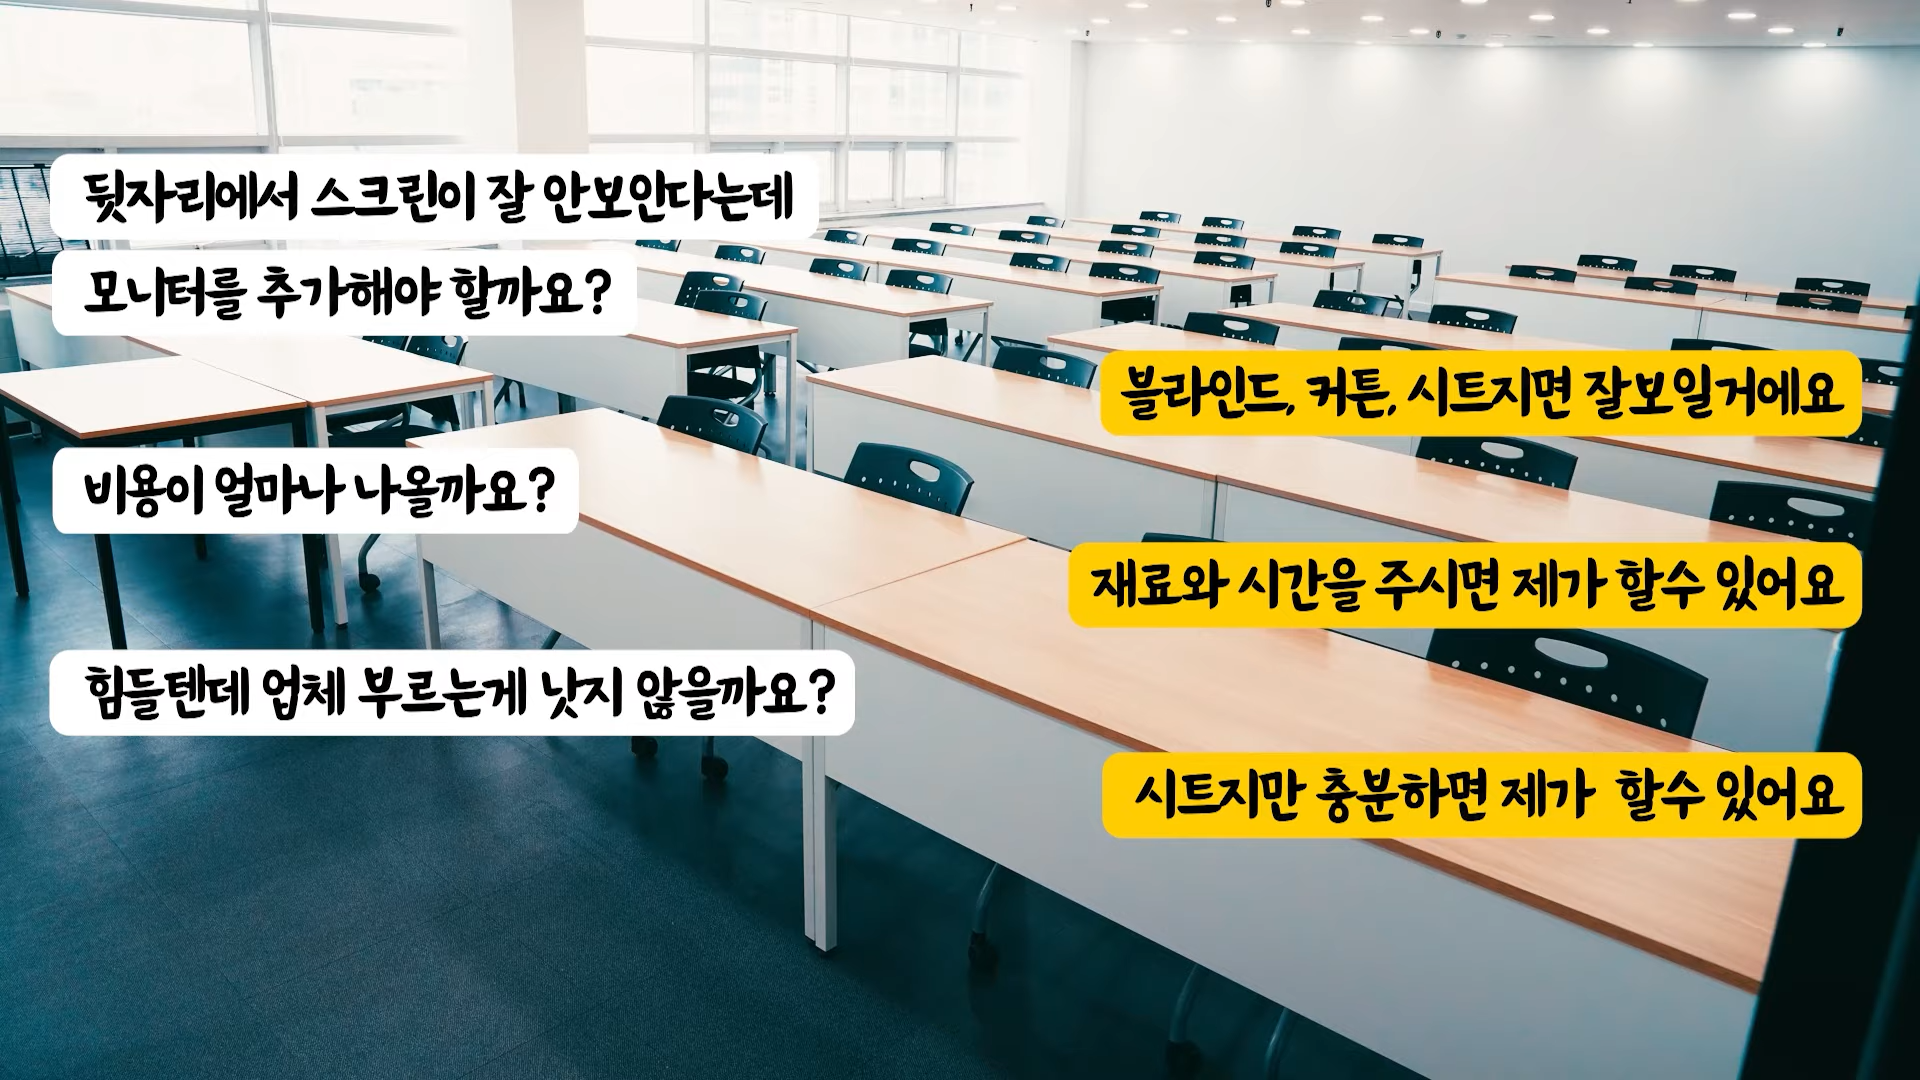 뒷자리에서 스크린이 잘 안보안다는데
모니터를 추가해야 할까요?
블라인드, 커튼, 시트지면 잘보일거에요
비용이 얼마나 나올까요?
재료와 시간을 주시면 제가 할수 있어요
힘들텐데 업체 부르는게 낫지 않을까요?
시트지만 충분하면 제가 할수 있어요